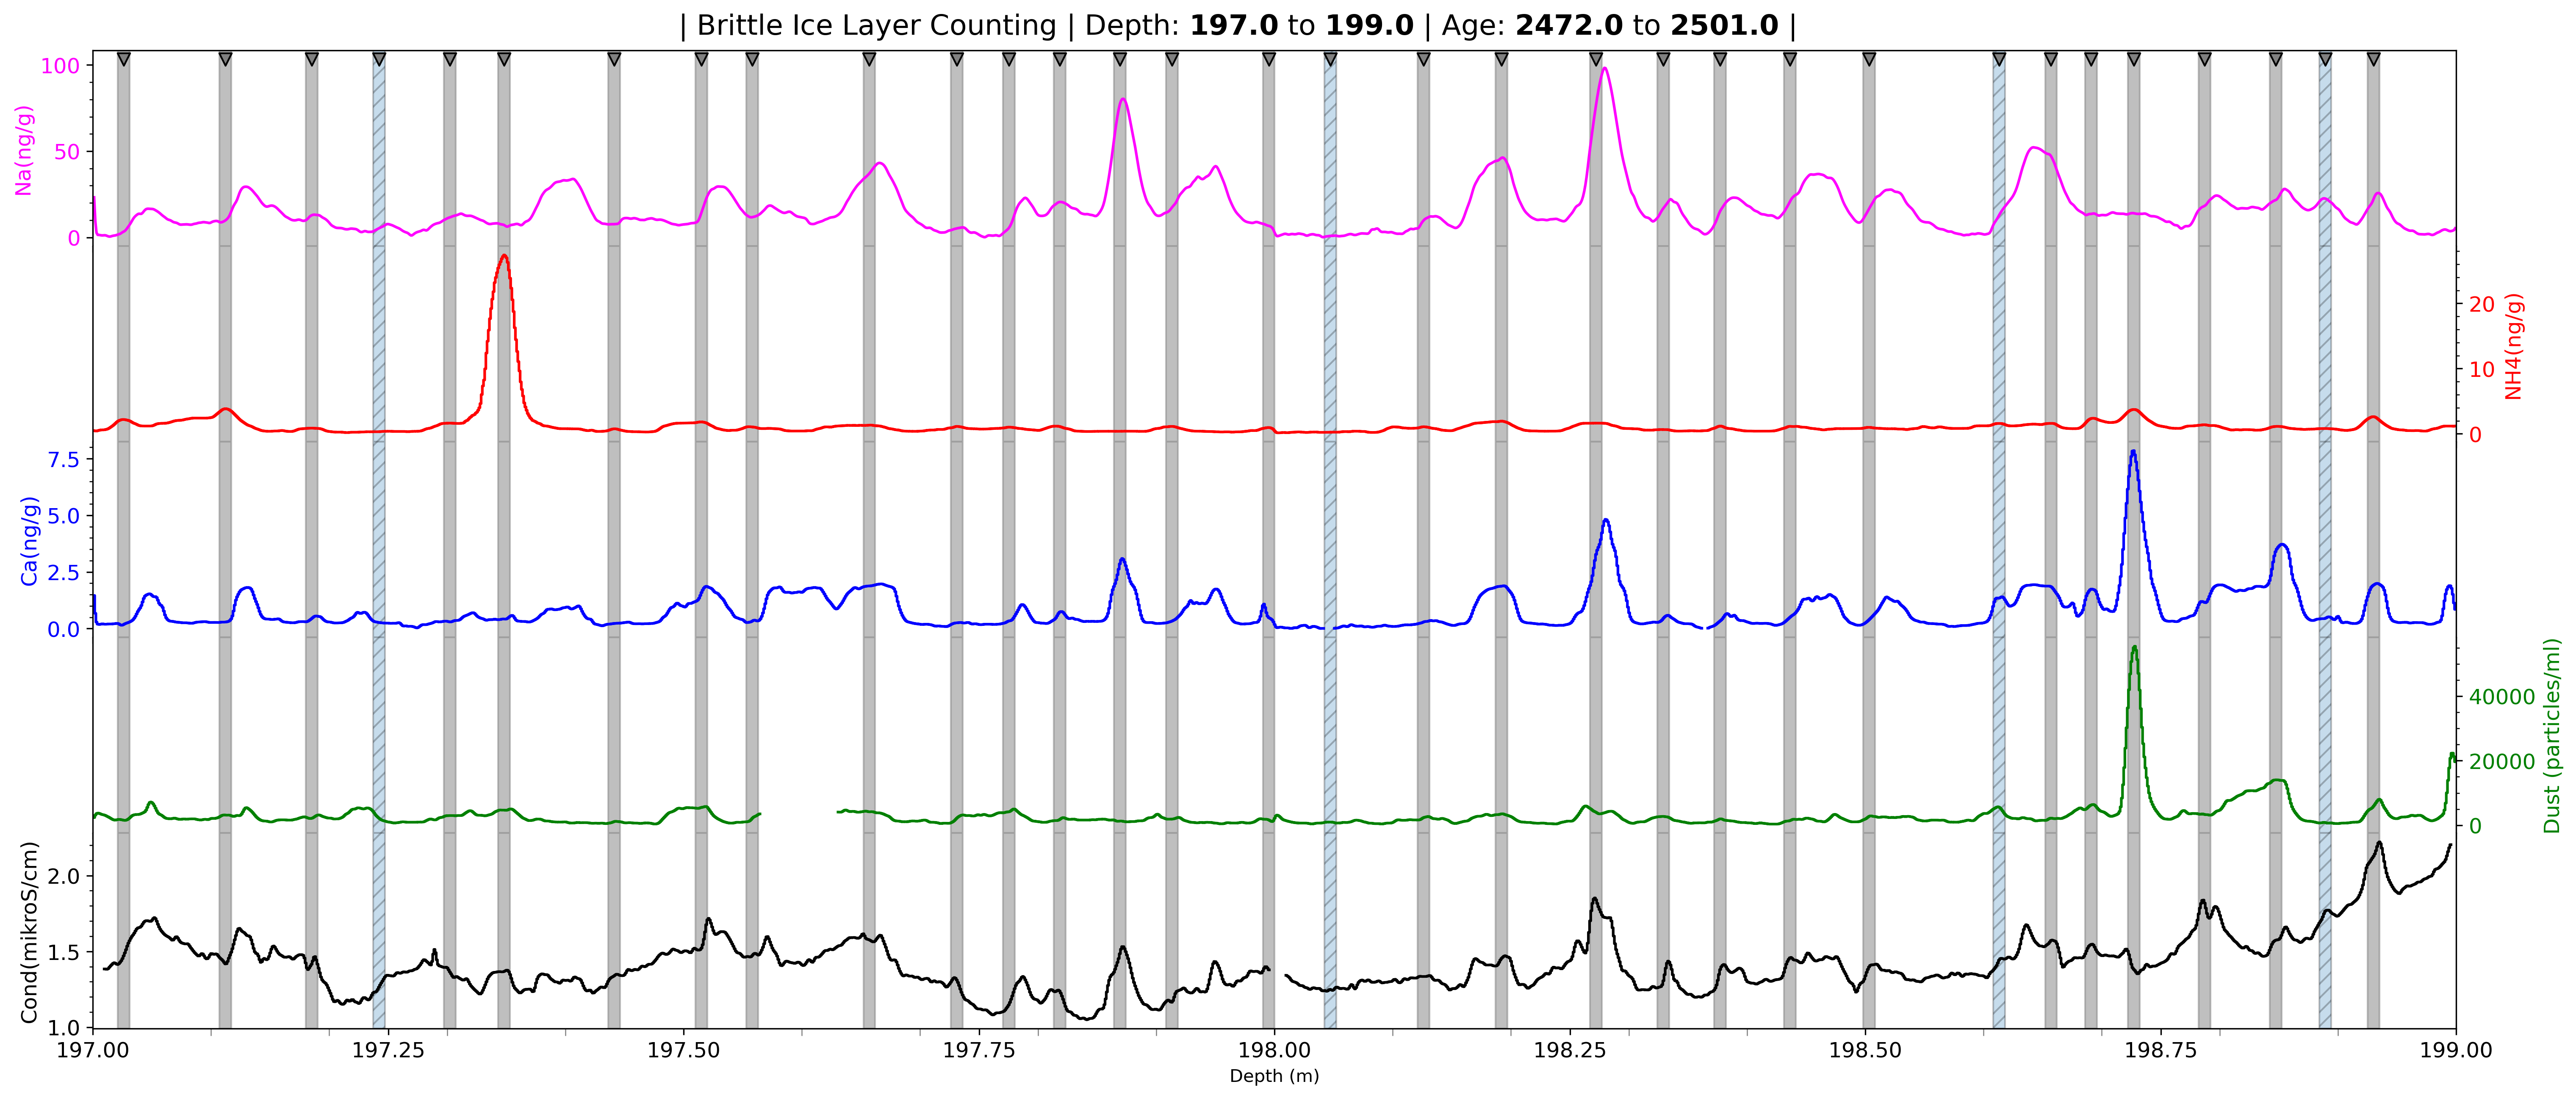 | Brittle Ice Layer Counting | Depth: 197.0 to 199.0 | Age: 2472.0 to 2501.0 |
100
50
0
Na(ng/g)
20
10
0
NH4(ng/g)
7.5
5.0
2.5
0.0
Ca(ng/g)
40000
20000
0
Dust (particles/ml)
2.0
1.5
1.0
Cond(mikroS/cm)
197.00 197.25 197.50 197.75 198.00 198.25 198.50 198.75 199.00
Depth (m)